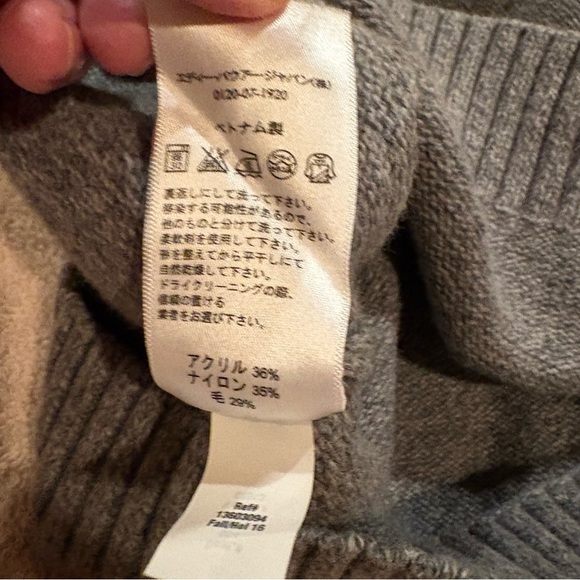 エディー・バウアー・ジャパン(株)
0120-07-1920
ベトナム製
裏返しにして洗って下さい。
移染する可能性があるので、
他のものと分けて洗って下さい。
柔軟剤を使用して下さい。
形を整えてから平干しにて
自然乾燥して下さい。
ドライクリーニングの際、
信頼の置ける
業者をお選び下さい。
アクリル 36%
ナイロン 35%
毛 29%
Ref#
13603094
Fall/Hol 16